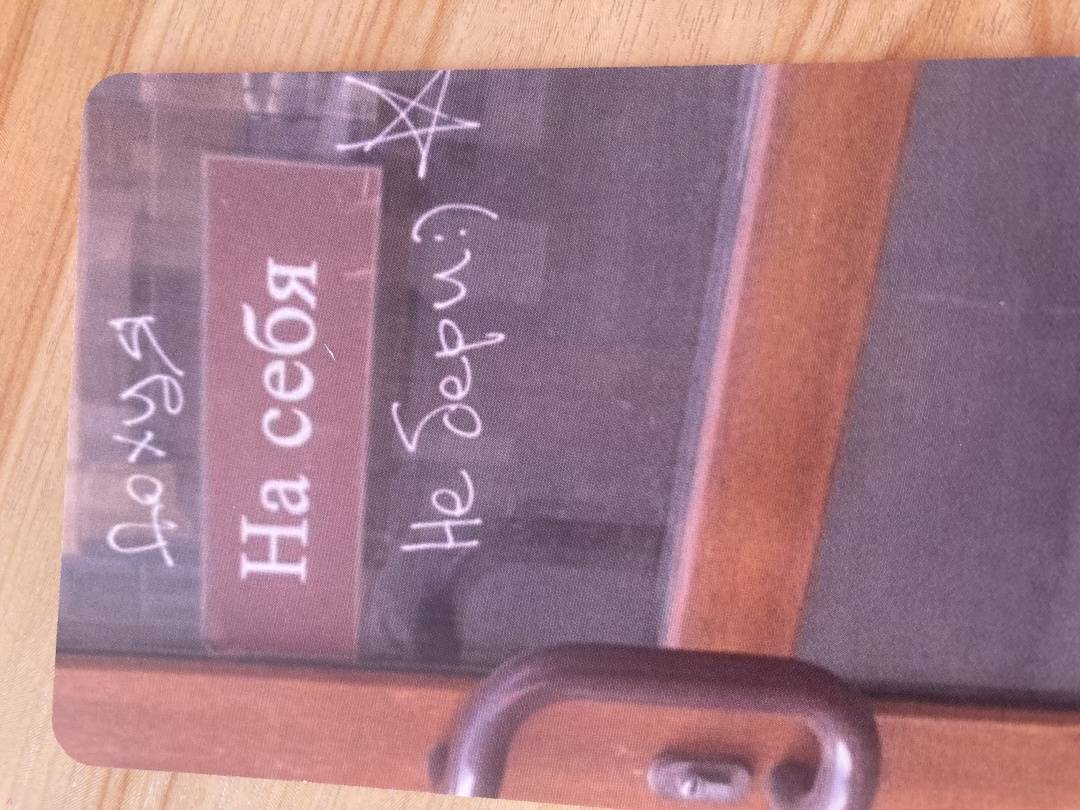 Дохуя
На себя
Не бери:)